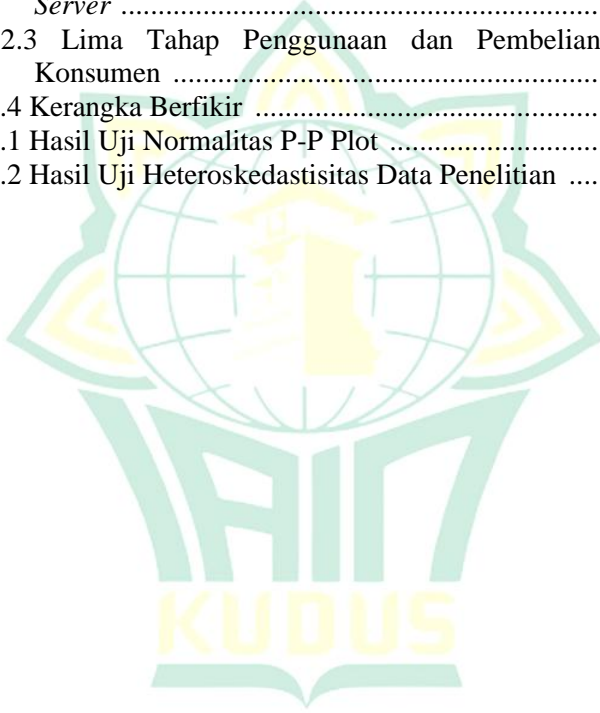 Server ................................................................
2.3 Lima Tahap Penggunaan dan Pembelian
Konsumen .........................................................
.4 Kerangka Berfikir ..............................................
.1 Hasil Uji Normalitas P-P Plot ............................
.2 Hasil Uji Heteroskedastisitas Data Penelitian ....
IAIN
KUDUS